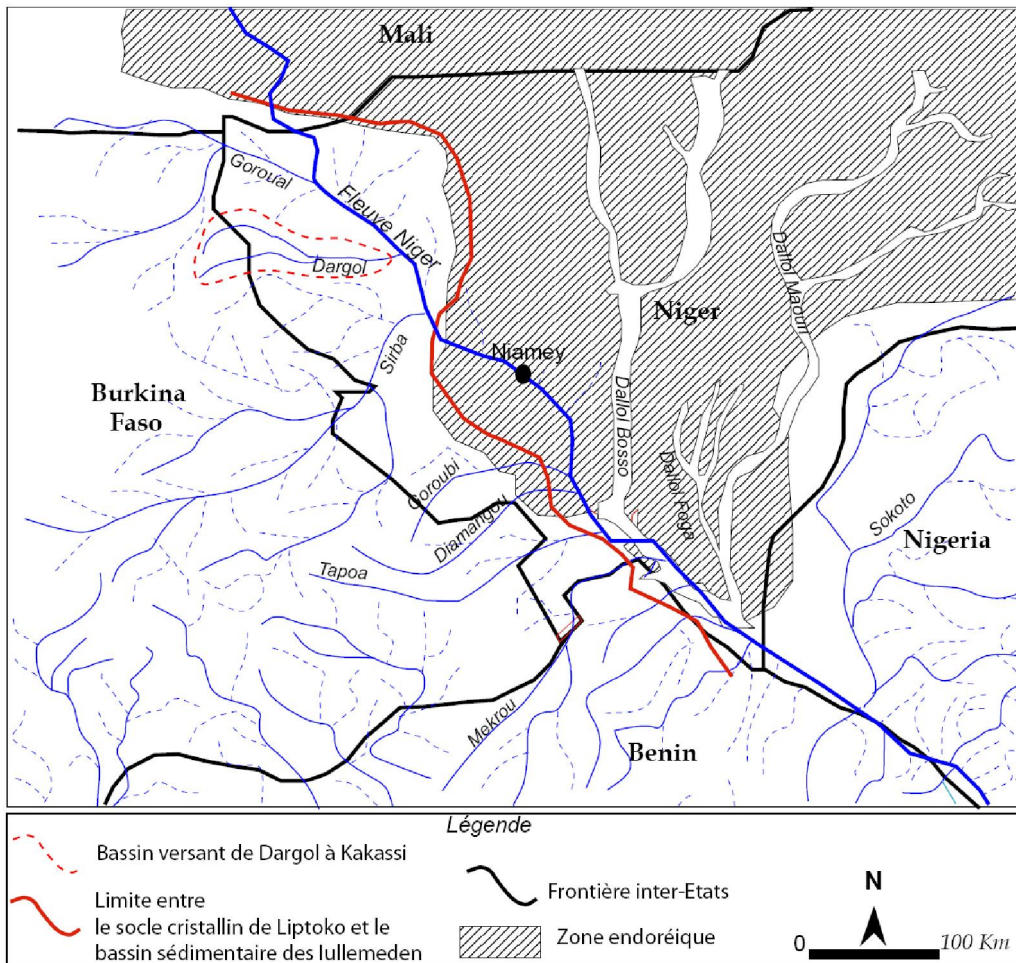 Mali
Goroual
Fleuve Niger
Dargol
Niger
Dallol Maouri
Sirba
Niamey
Burkina
Faso
Dallol Bosso
Dallol Foga
Goroubi
Diamangou
Tapoa
Sokoto
Nigeria
Mekrou
Benin
Légende
Bassin versant de Dargol à Kakassi
Limite entre
le socle cristallin de Liptoko et le
bassin sédimentaire des Iullemeden
Frontière inter-Etats
Zone endoréique
N
0 100 Km